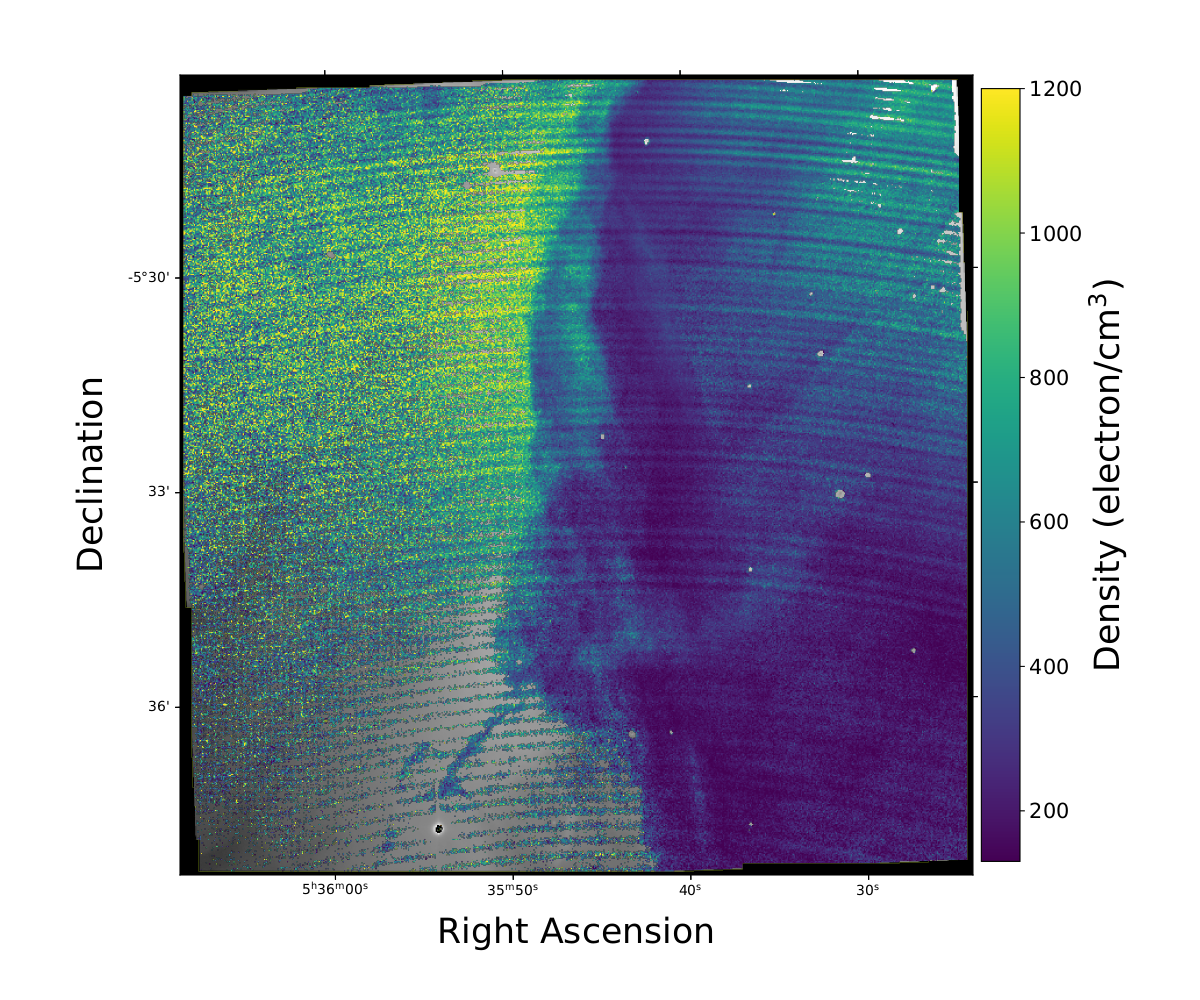 1200
1000
800
600
400
200
Density (electron/cm³)
-5°30'
33'
36'
Declination
5ʰ36ᵐ00ˢ
35ᵐ50ˢ
40ˢ
30ˢ
Right Ascension